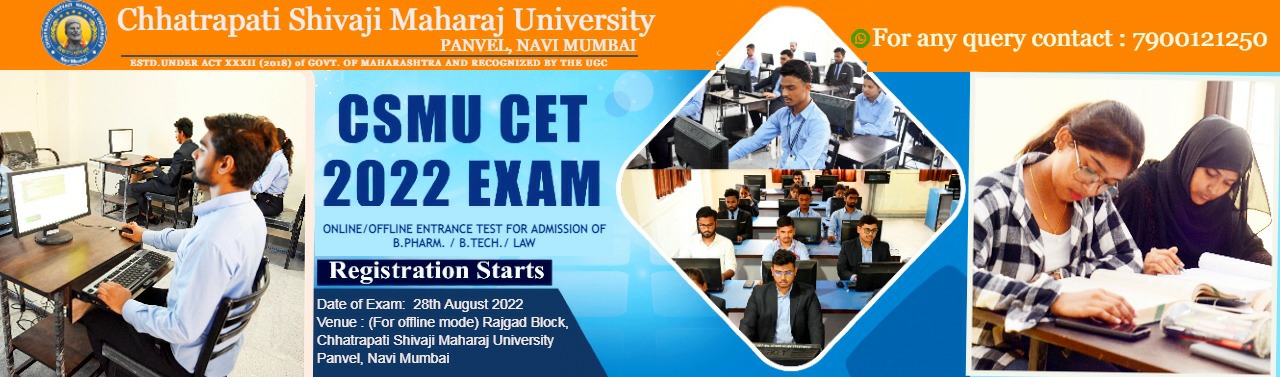 Chhatrapati Shivaji Maharaj University
PANVEL, NAVI MUMBAI
ESTD.UNDER ACT XXXII (2018) of GOVT. OF MAHARASHTRA AND RECOGNIZED BY THE UGC
For any query contact : 7900121250
CSMU CET
2022 EXAM
ONLINE/OFFLINE ENTRANCE TEST FOR ADMISSION OF
B.PHARM. / B.TECH./ LAW
Registration Starts
Date of Exam: 28th August 2022
Venue : (For offline mode) Rajgad Block,
Chhatrapati Shivaji Maharaj University
Panvel, Navi Mumbai